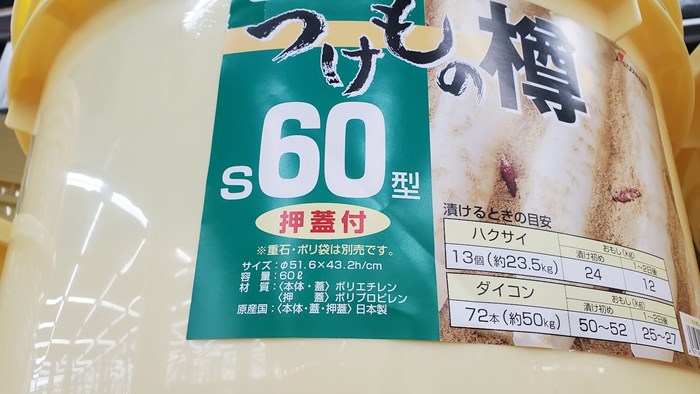 つけもの樽
S60型
押蓋付
※重石・ポリ袋は別売です。
サイズ：φ51.6×43.2h/cm
容量：60ℓ
材質：〈本体・蓋〉ポリエチレン
〈押蓋〉ポリプロピレン
原産国：〈本体・蓋・押蓋〉日本製
漬けるときの目安
ハクサイ
おもし(kg)
漬け初め
1〜2日後
13個(約23.5kg)
24
12
ダイコン
おもし(kg)
漬け初め
1〜2日後
72本(約50kg)
50〜52
25〜27